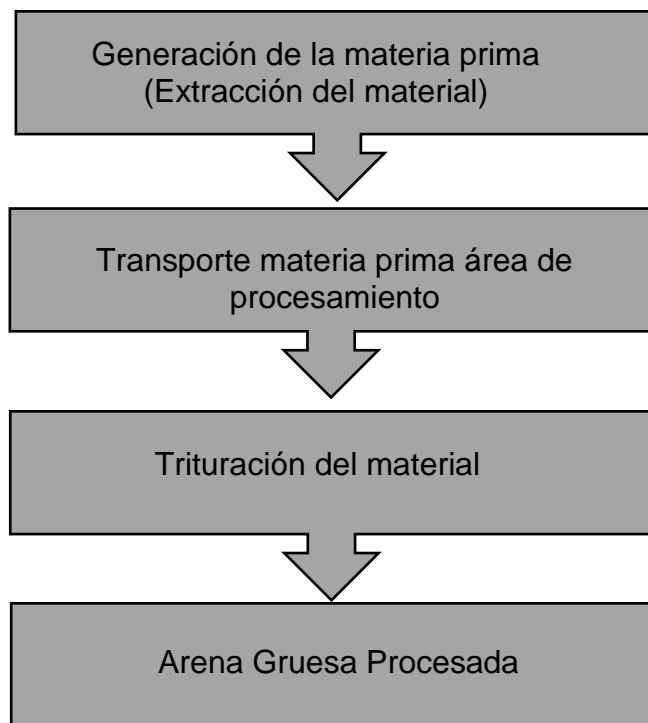 Generación de la materia prima
(Extracción del material)
Transporte materia prima área de
procesamiento
Trituración del material
Arena Gruesa Procesada